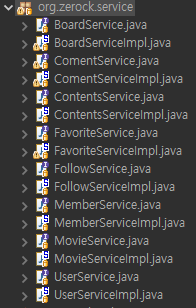 org.zerock.service
BoardService.java
BoardServiceImpl.java
ComentService.java
ComentServiceImpl.java
ContentsService.java
ContentsServiceImpl.java
FavoriteService.java
FavoriteServiceImpl.java
FollowService.java
FollowServiceImpl.java
MemberService.java
MemberServiceImpl.java
MovieService.java
MovieServiceImpl.java
UserService.java
UserServiceImpl.java